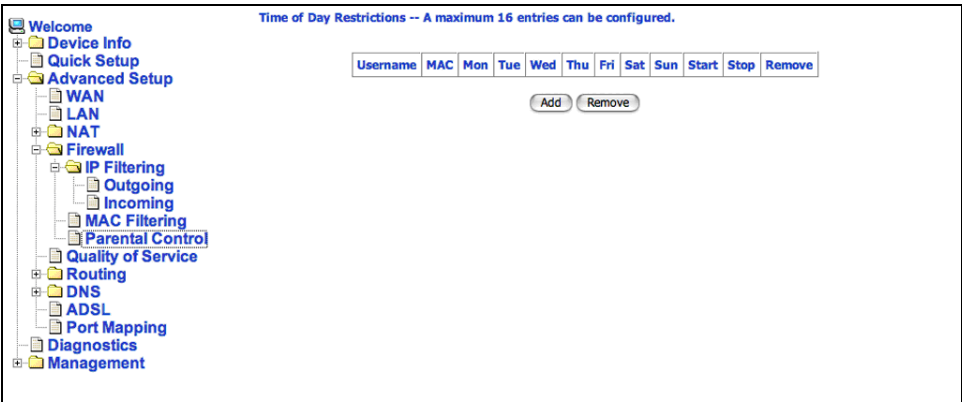 Time of Day Restrictions -- A maximum 16 entries can be configured.
Welcome
Device Info
Quick Setup
Advanced Setup
WAN
LAN
NAT
Firewall
IP Filtering
Outgoing
Incoming
MAC Filtering
Parental Control
Quality of Service
Routing
DNS
ADSL
Port Mapping
Diagnostics
Management
Username MAC Mon Tue Wed Thu Fri Sat Sun Start Stop Remove
Add Remove